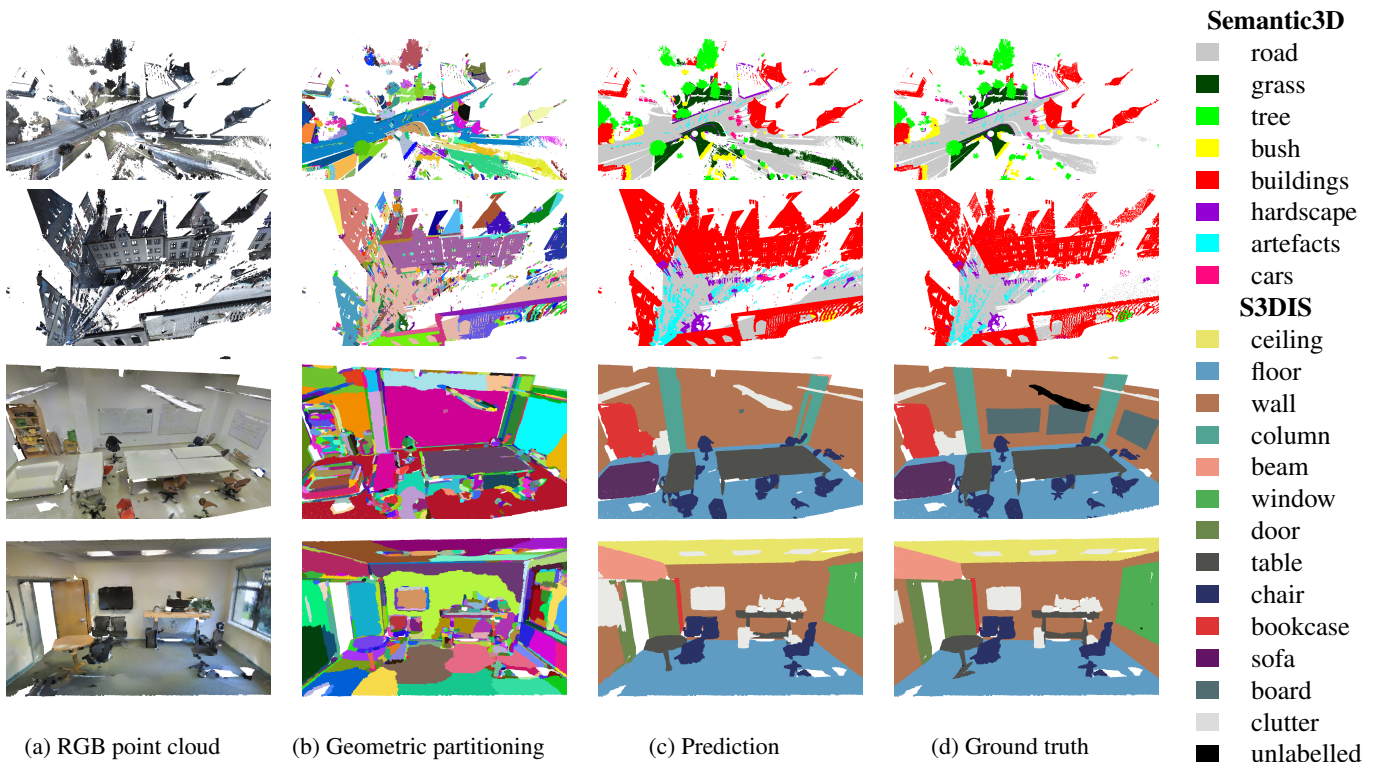 Semantic3D
road
grass
tree
bush
buildings
hardscape
artefacts
cars
S3DIS
ceiling
floor
wall
column
beam
window
door
table
chair
bookcase
sofa
board
clutter
unlabelled
(a) RGB point cloud
(b) Geometric partitioning
(c) Prediction
(d) Ground truth